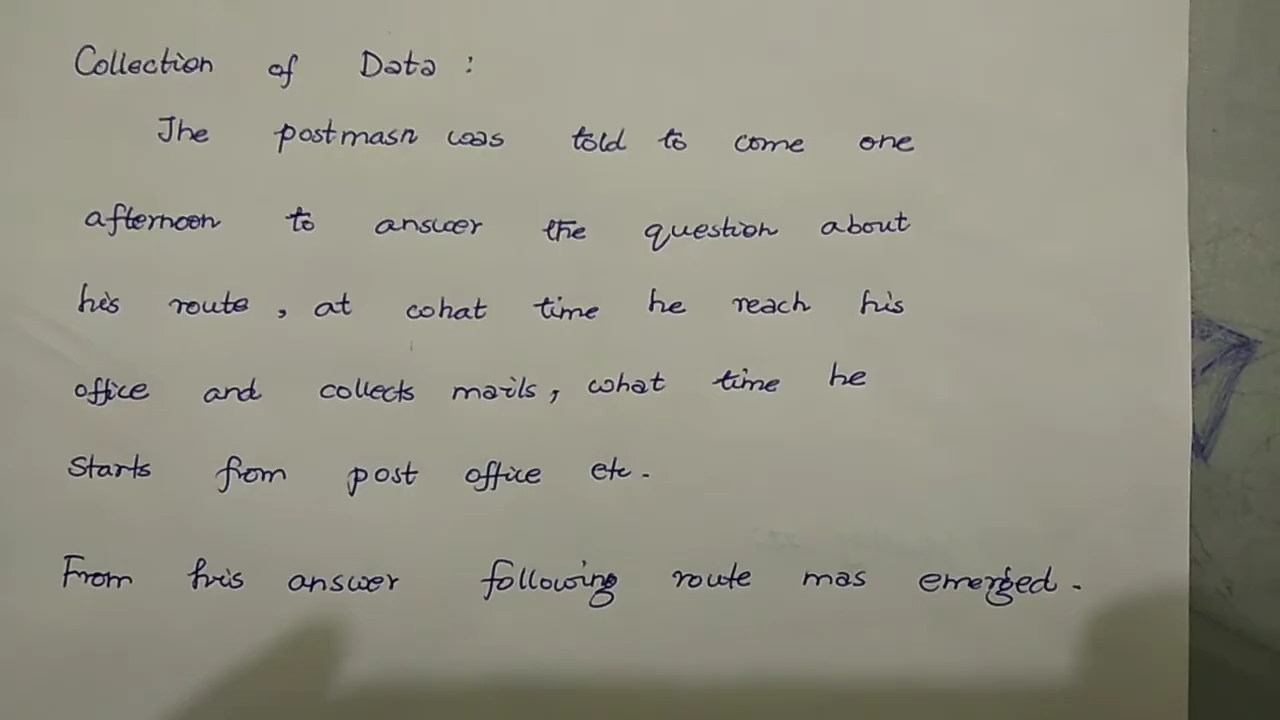 Collection of Data :
The postmasn was told to come one
afternoon to answer the question about
his route, at what time he reach his
office and collects mails, what time he
Starts from post office etc.
From his answer following route mas emerged.